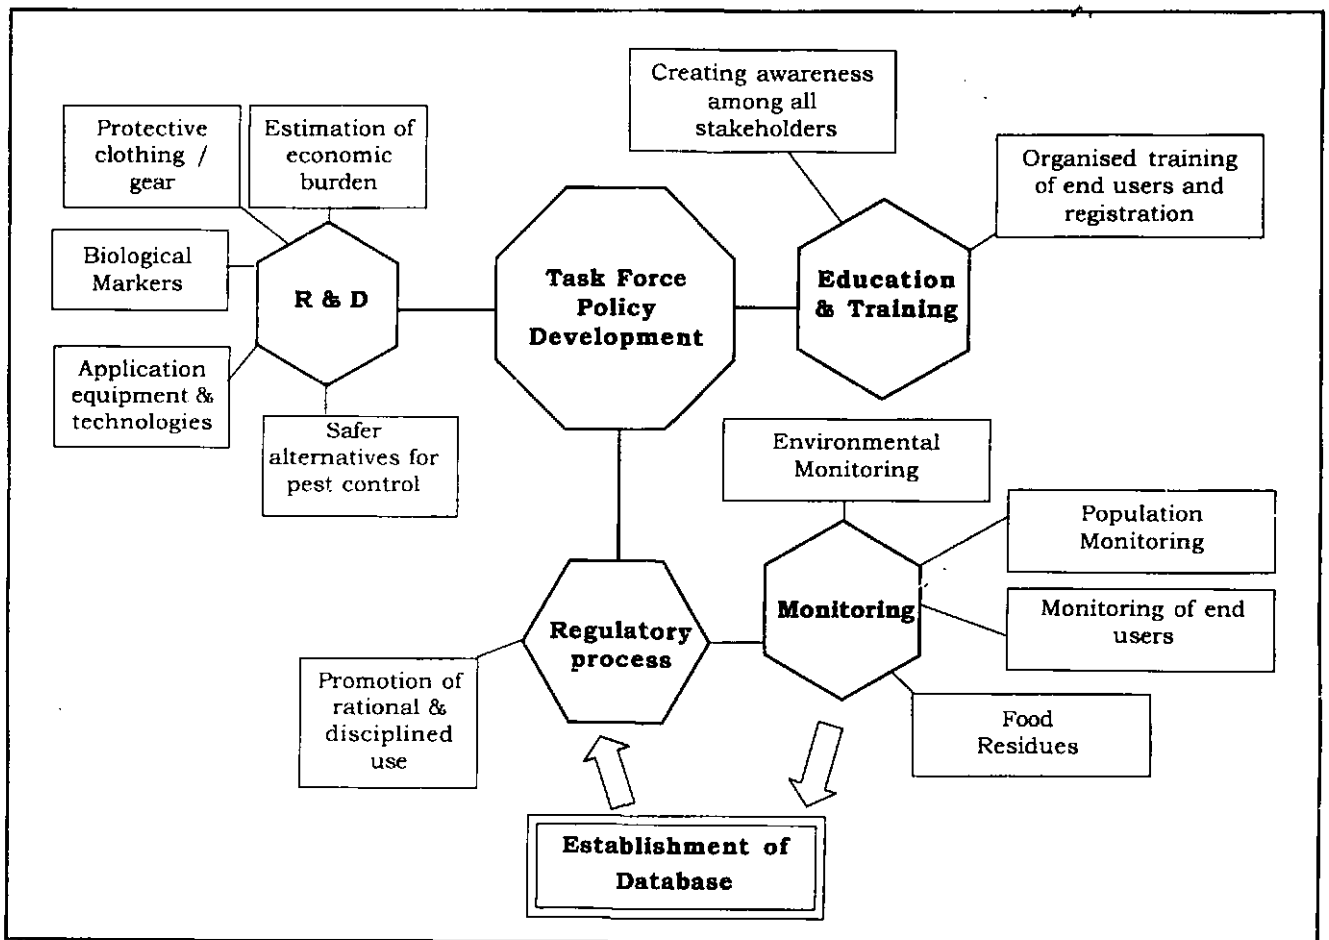 Creating awareness
among all
stakeholders
Protective
clothing /
gear
Estimation of
economic
burden
Organised training
of end users and
registration
Biological
Markers
R & D
Task Force
Policy
Development
Education
& Training
Application
equipment &
technologies
Safer
alternatives for
pest control
Environmental
Monitoring
Population
Monitoring
Monitoring
Monitoring of end
users
Regulatory
process
Promotion of
rational &
disciplined
use
Food
Residues
Establishment of
Database